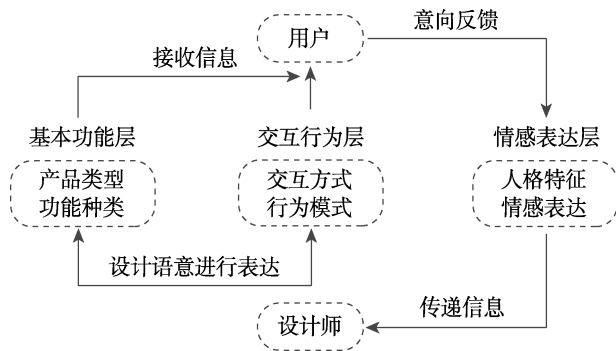 用户
意向反馈
接收信息
基本功能层
交互行为层
情感表达层
产品类型
功能种类
交互方式
行为模式
人格特征
情感表达
设计语意进行表达
传递信息
设计师